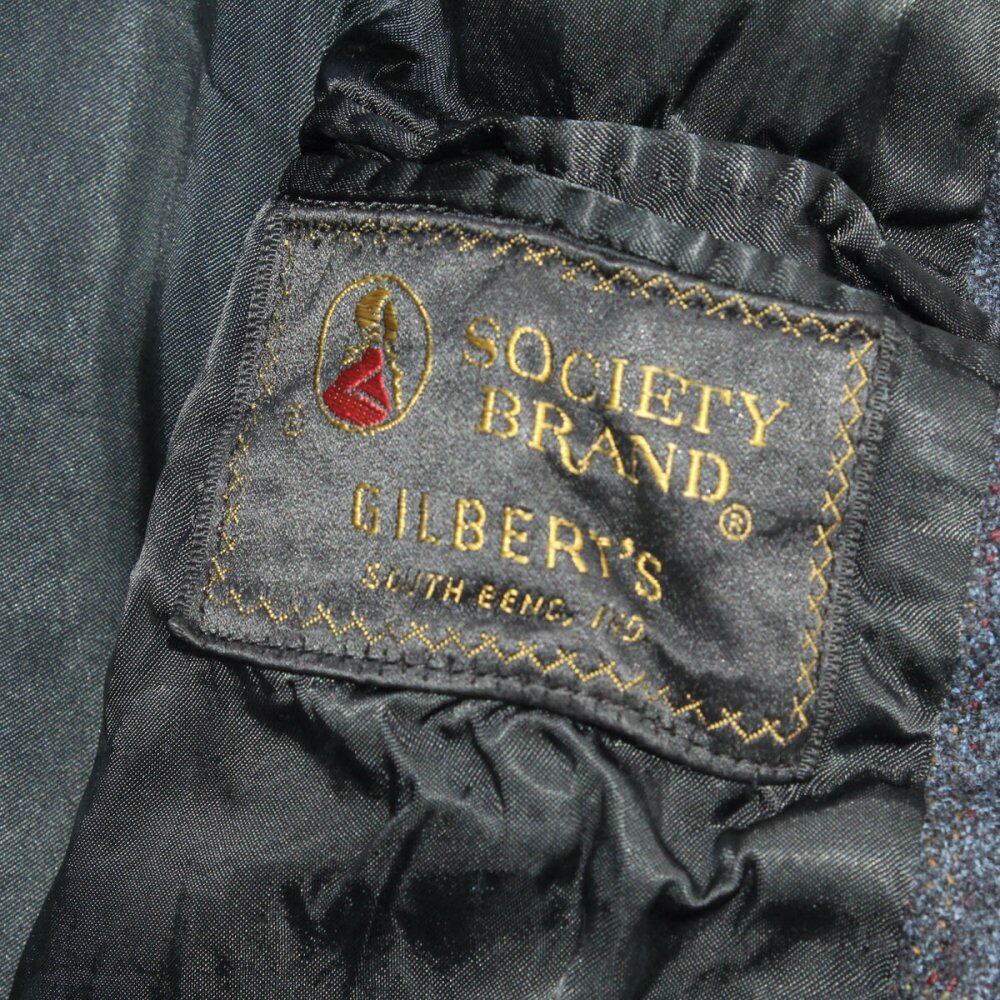 SOCIETY
BRAND®
GILBERT'S
SOUTH BEND, IND